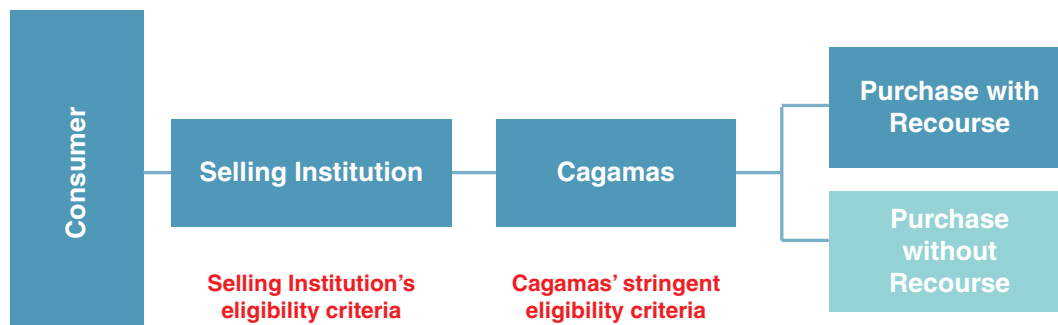 Consumer
Selling Institution
Cagamas
Purchase with
Recourse
Purchase
without
Recourse
Selling Institution’s
eligibility criteria
Cagamas’ stringent
eligibility criteria